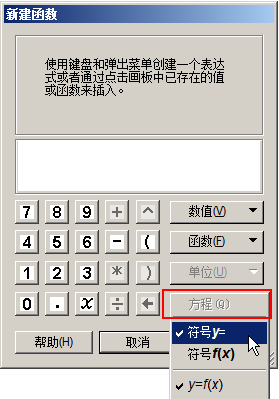 新建函数
使用键盘和弹出菜单创建一个表达
式或者通过点击画板中已存在的值
或函数来插入。
7 8 9 + ^ 数值(V)
4 5 6 - ( 函数(F)
1 2 3 * ) 单位(U)
0 . x ÷ ← 方程(Q)
帮助(H) 取消
✓ 符号y=
符号f(x)
✓ y=f(x)